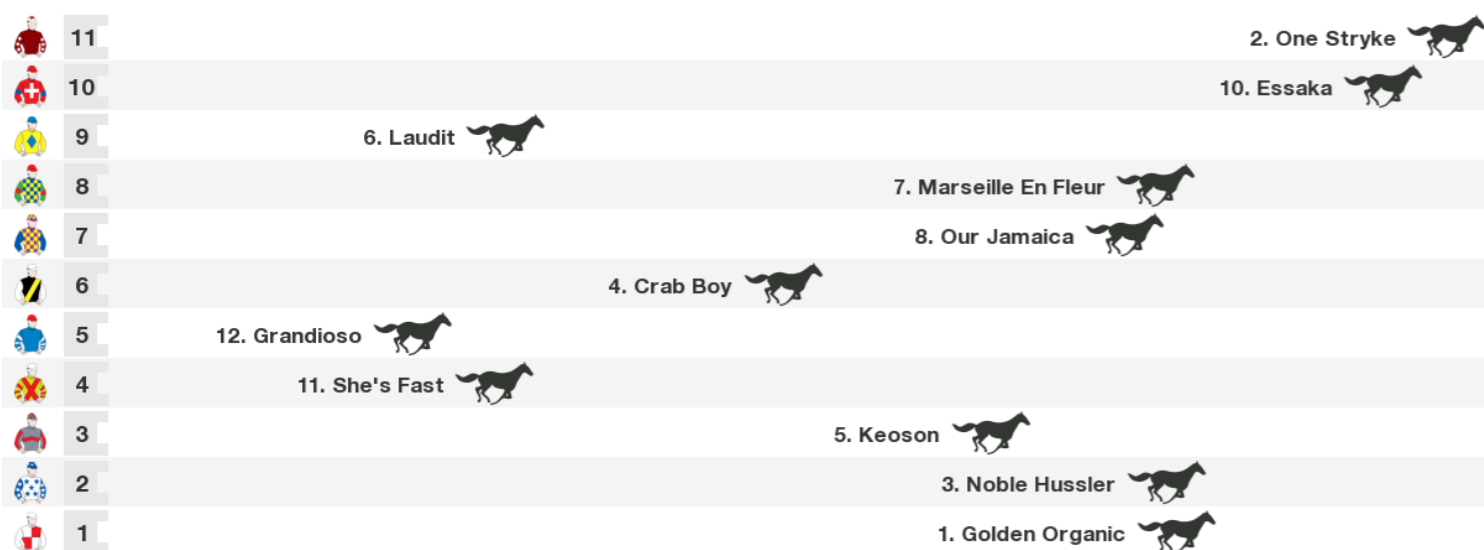 11 2. One Stryke
10 10. Essaka
9 6. Laudit
8 7. Marseille En Fleur
7 8. Our Jamaica
6 4. Crab Boy
5 12. Grandioso
4 11. She's Fast
3 5. Keoson
2 3. Noble Hussler
1 1. Golden Organic